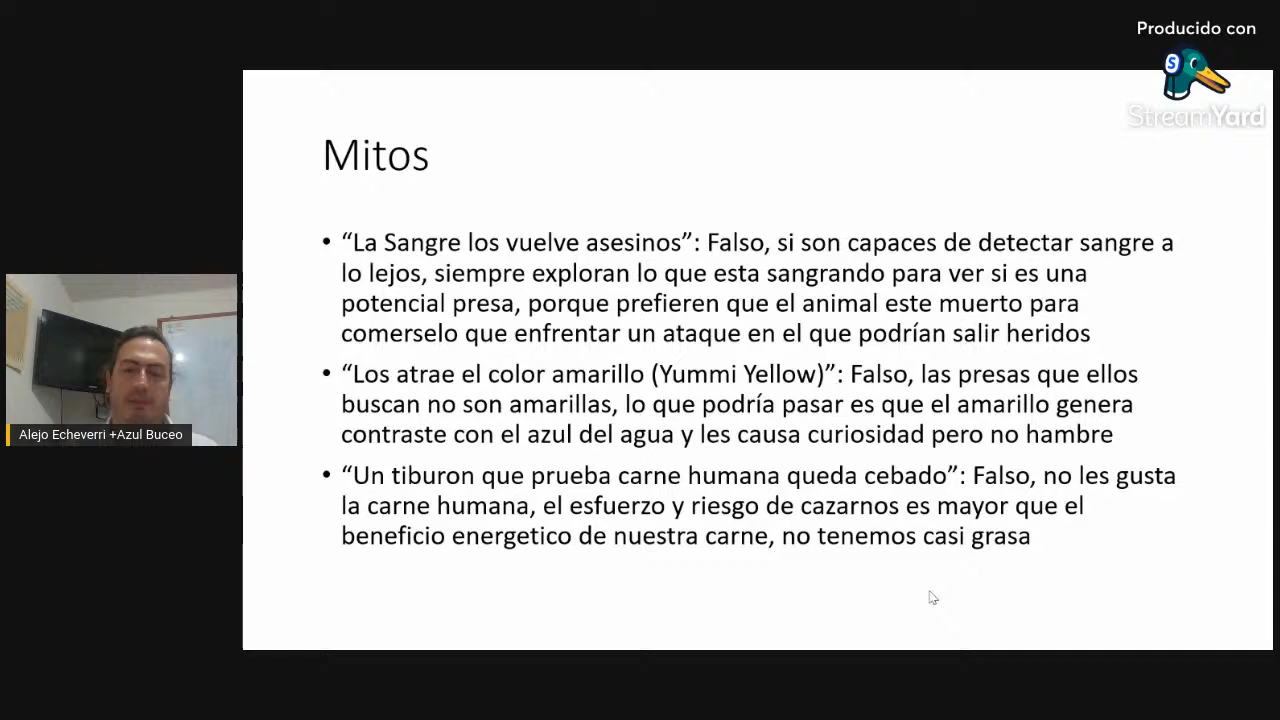 Producido con
StreamYard
Mitos
• “La Sangre los vuelve asesinos”: Falso, si son capaces de detectar sangre a
lo lejos, siempre exploran lo que esta sangrando para ver si es una
potencial presa, porque prefieren que el animal este muerto para
comerselo que enfrentar un ataque en el que podrían salir heridos
• “Los atrae el color amarillo (Yummi Yellow)”: Falso, las presas que ellos
buscan no son amarillas, lo que podría pasar es que el amarillo genera
contraste con el azul del agua y les causa curiosidad pero no hambre
• “Un tiburon que prueba carne humana queda cebado”: Falso, no les gusta
la carne humana, el esfuerzo y riesgo de cazarnos es mayor que el
beneficio energetico de nuestra carne, no tenemos casi grasa
Alejo Echeverri +Azul Buceo